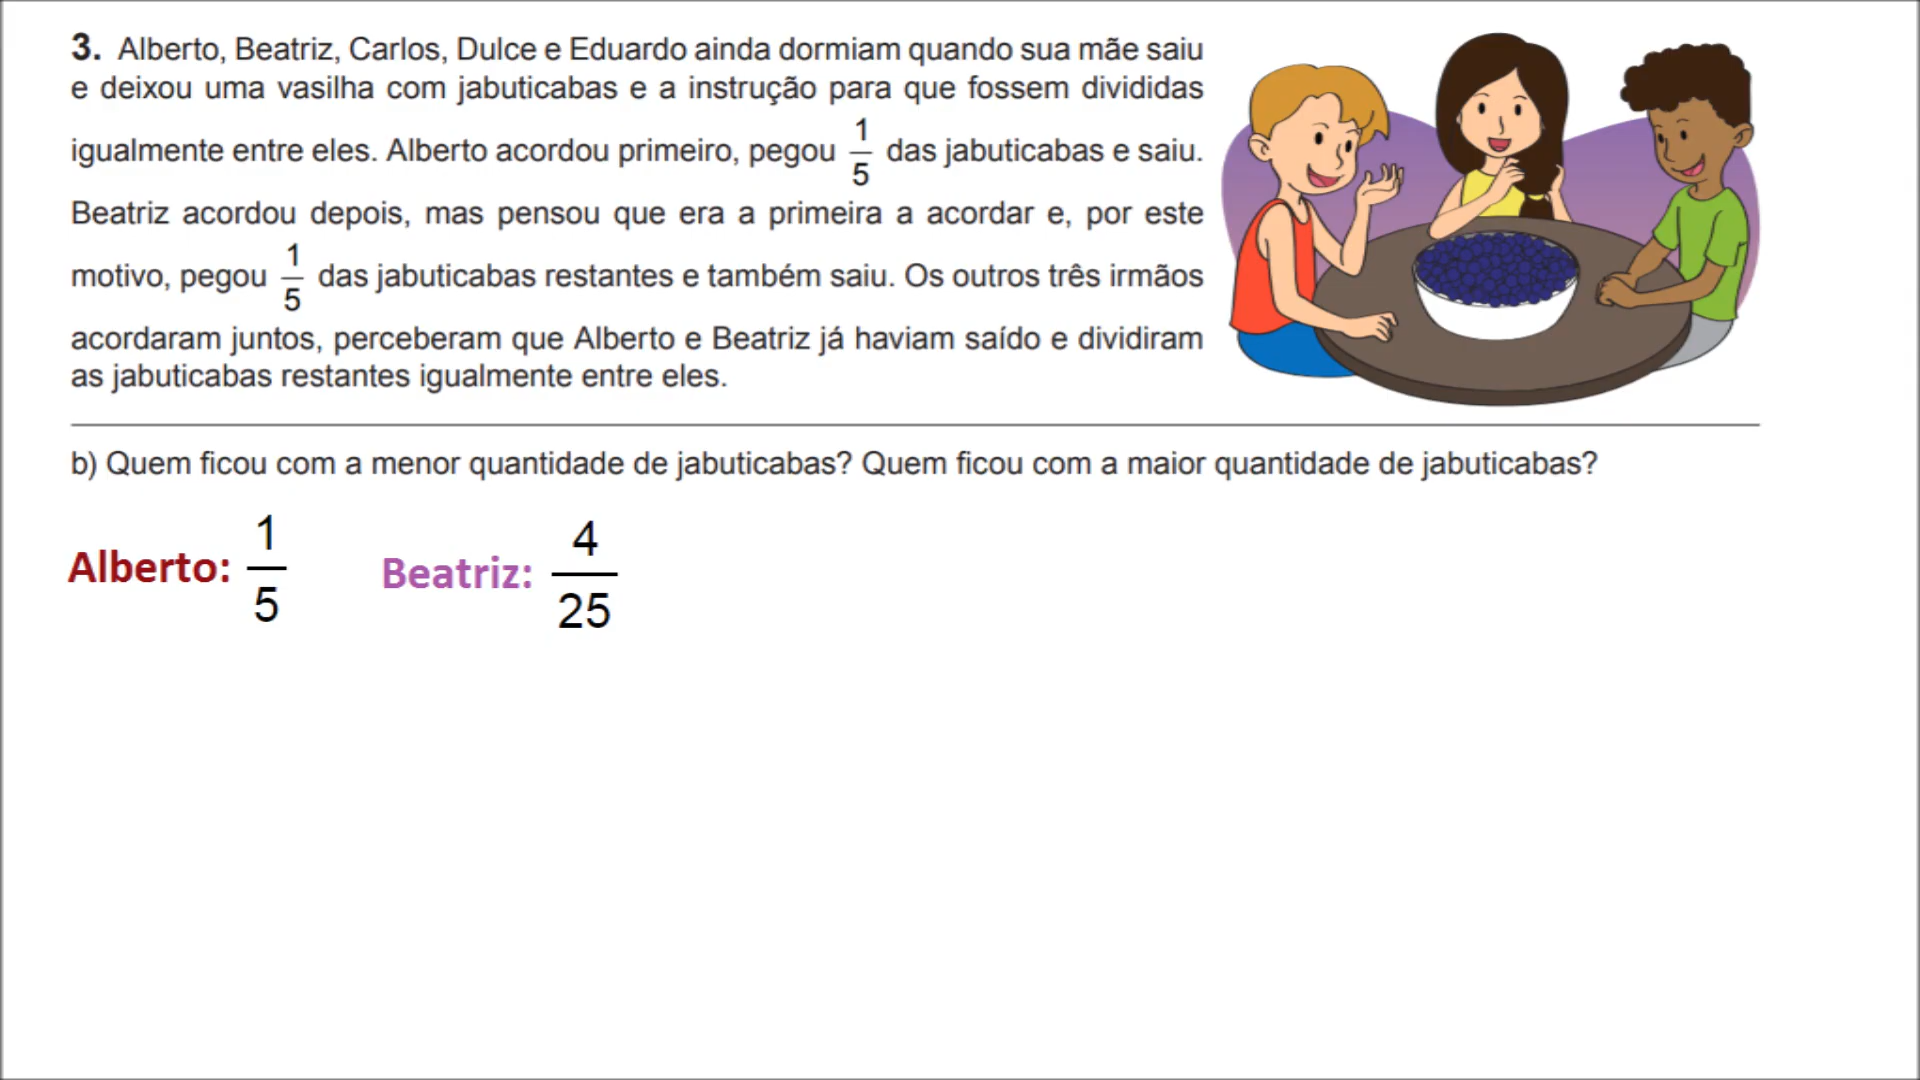 3. Alberto, Beatriz, Carlos, Dulce e Eduardo ainda dormiam quando sua mãe saiu
e deixou uma vasilha com jabuticabas e a instrução para que fossem divididas
igualmente entre eles. Alberto acordou primeiro, pegou 1/5 das jabuticabas e saiu.
Beatriz acordou depois, mas pensou que era a primeira a acordar e, por este
motivo, pegou 1/5 das jabuticabas restantes e também saiu. Os outros três irmãos
acordaram juntos, perceberam que Alberto e Beatriz já haviam saído e dividiram
as jabuticabas restantes igualmente entre eles.
b) Quem ficou com a menor quantidade de jabuticabas? Quem ficou com a maior quantidade de jabuticabas?
Alberto: 1/5 Beatriz: 4/25